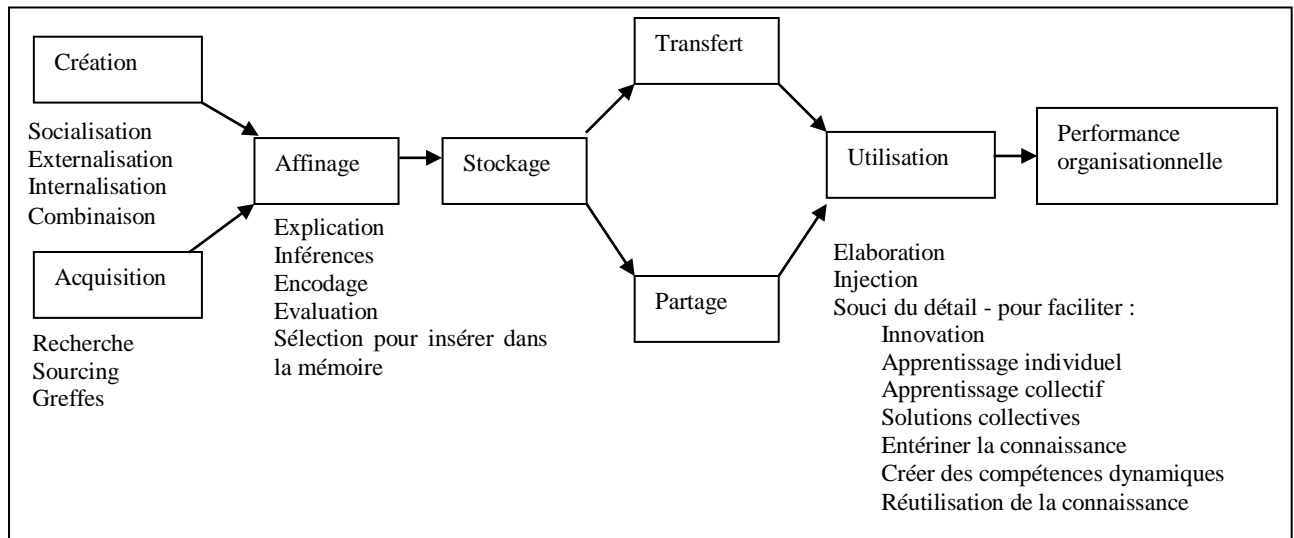 Création
Socialisation
Externalisation
Internalisation
Combinaison
Acquisition
Recherche
Sourcing
Greffes
Affinage
Explication
Inférences
Encodage
Evaluation
Sélection pour insérer dans
la mémoire
Stockage
Transfert
Partage
Utilisation
Elaboration
Injection
Souci du détail - pour faciliter :
Innovation
Apprentissage individuel
Apprentissage collectif
Solutions collectives
Entériner la connaissance
Créer des compétences dynamiques
Réutilisation de la connaissance
Performance
organisationnelle